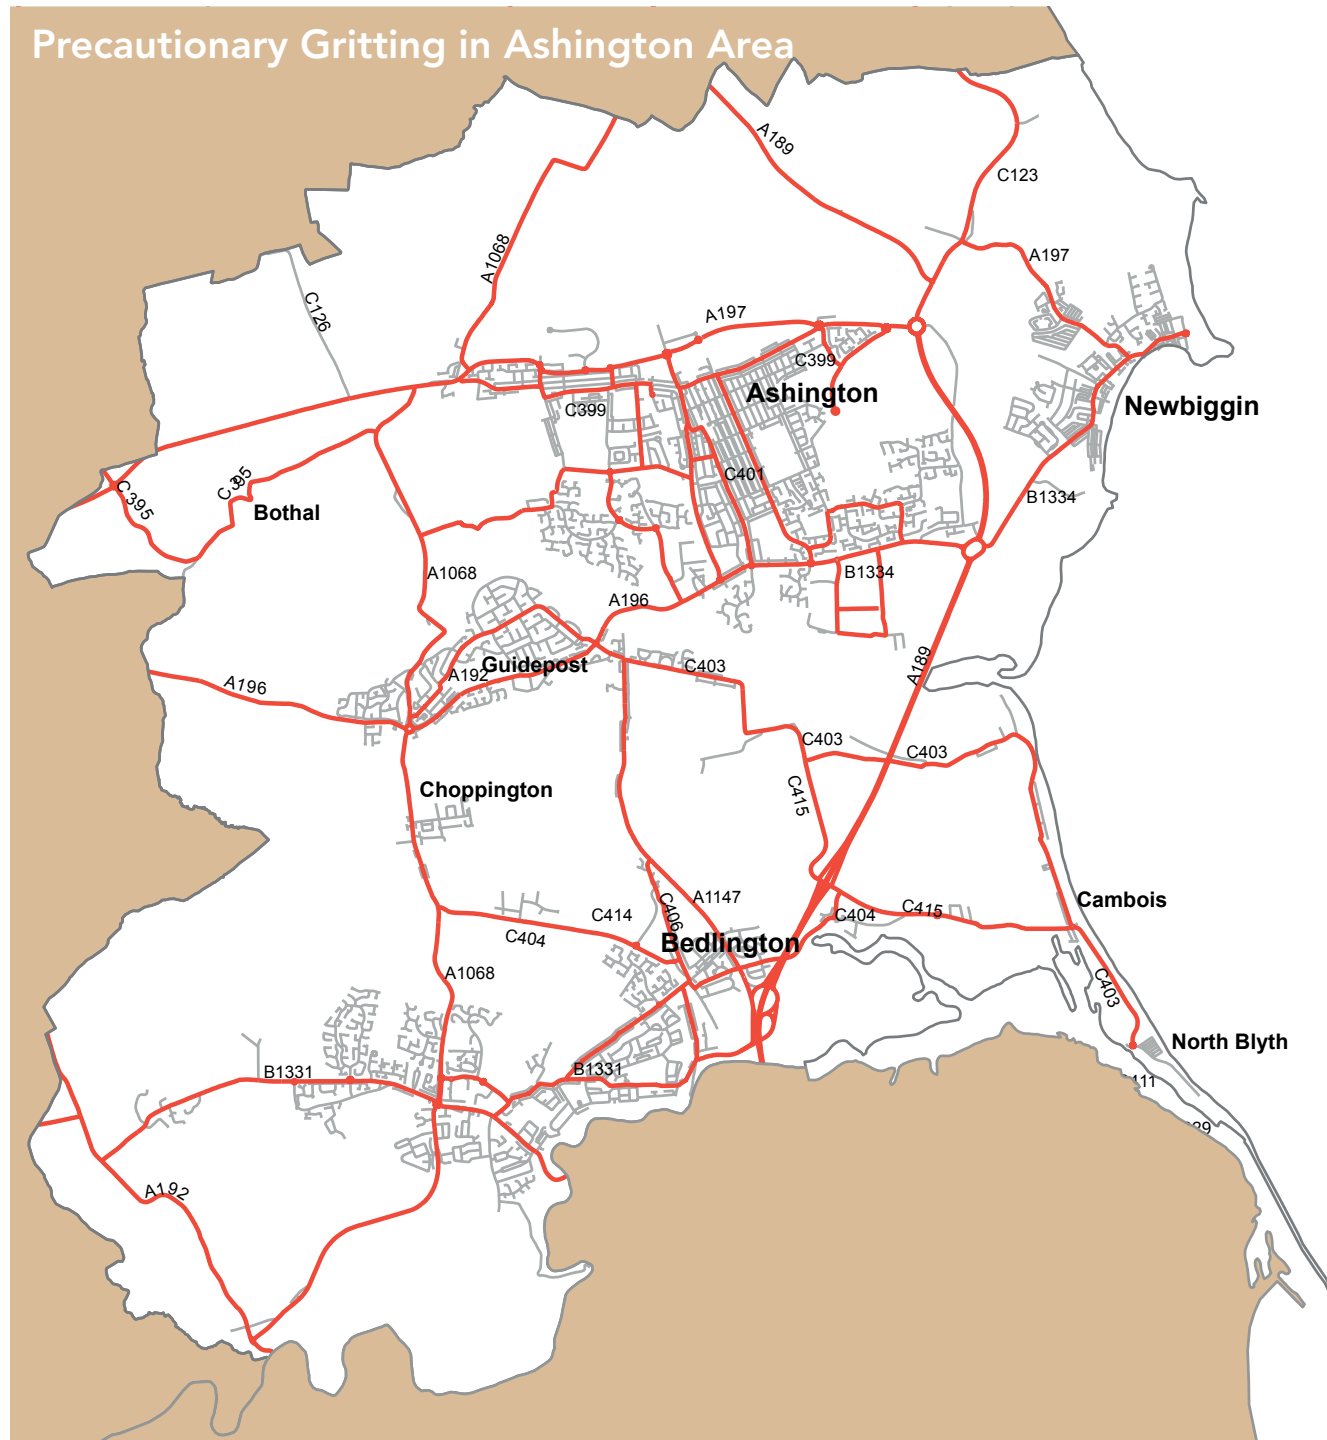 Precautionary Gritting in Ashington Area
A189
C123
A1068
A197
C126
A197
C399
Ashington
C399
Newbiggin
C401
C395
C395
Bothal
B1334
A1068
B1334
A196
A189
Guidepost
C403
A192
A196
C403
C403
Choppington
C415
A1147
C406
Cambois
C415
C414
C404
C404
Bedlington
A1068
C403
North Blyth
B1331
B1331
A192